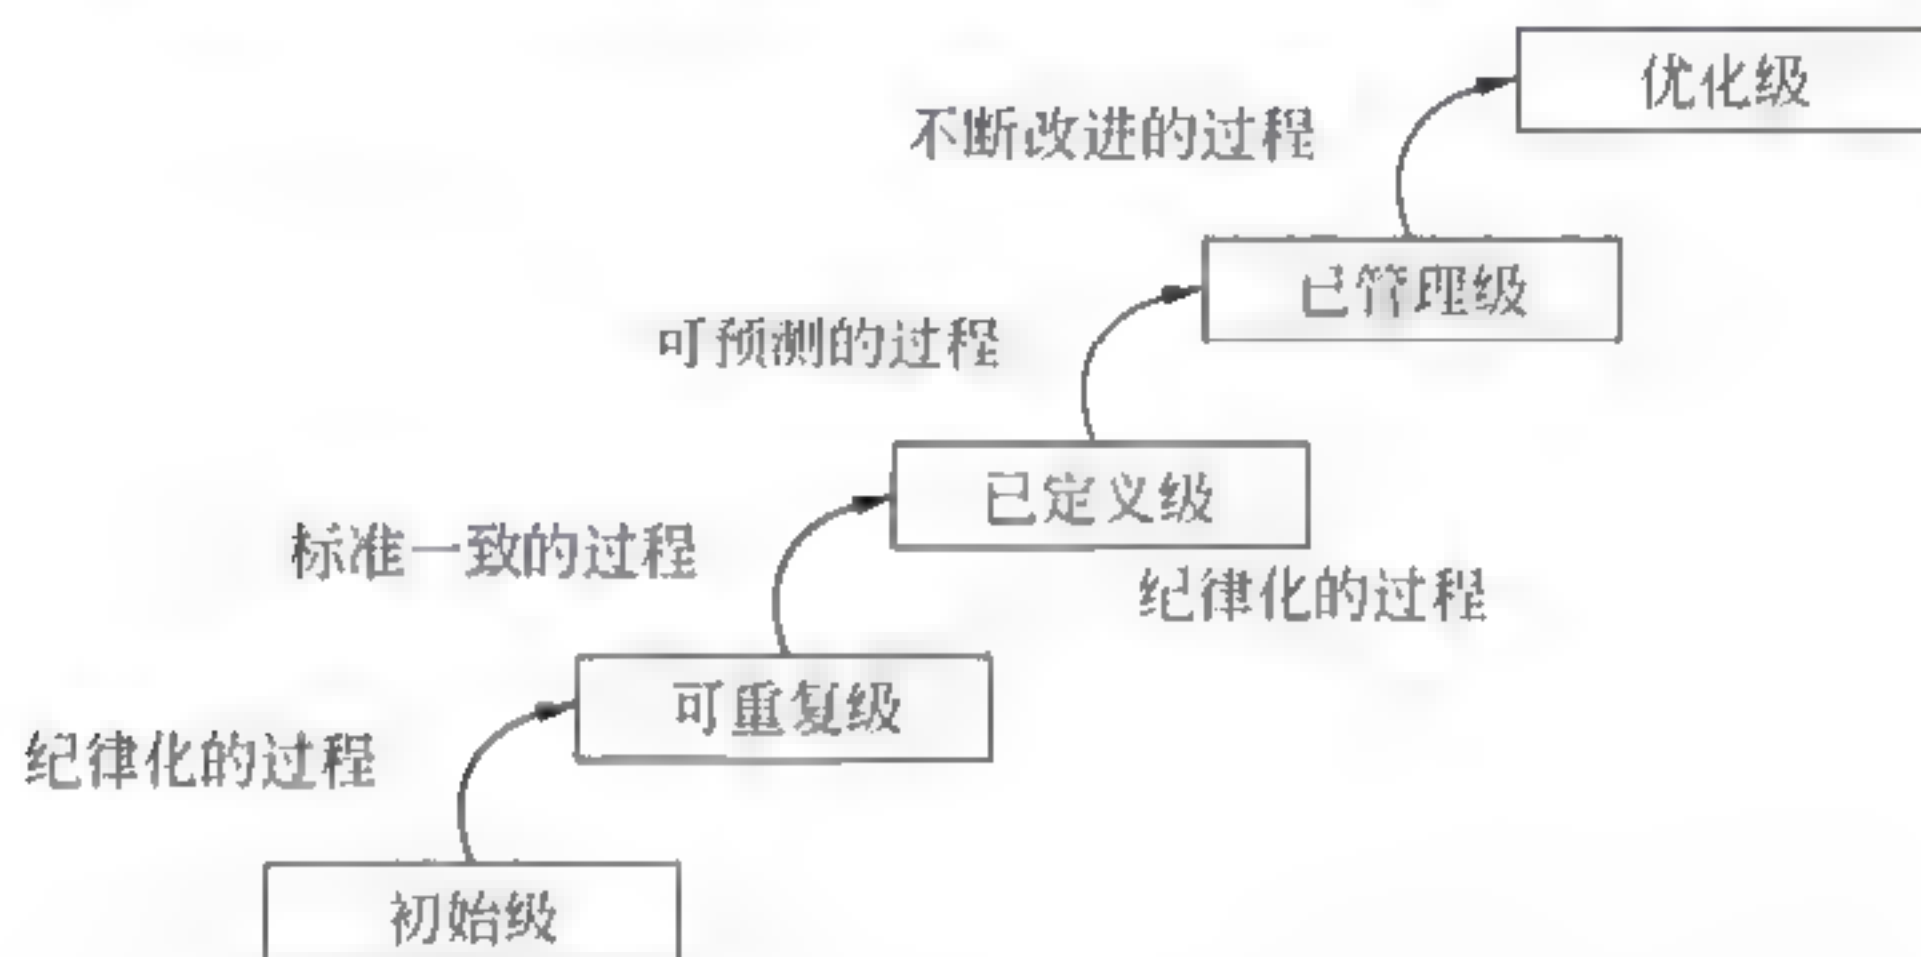 优化级
不断改进的过程
已管理级
可预测的过程
已定义级
标准一致的过程
纪律化的过程
可重复级
纪律化的过程
初始级